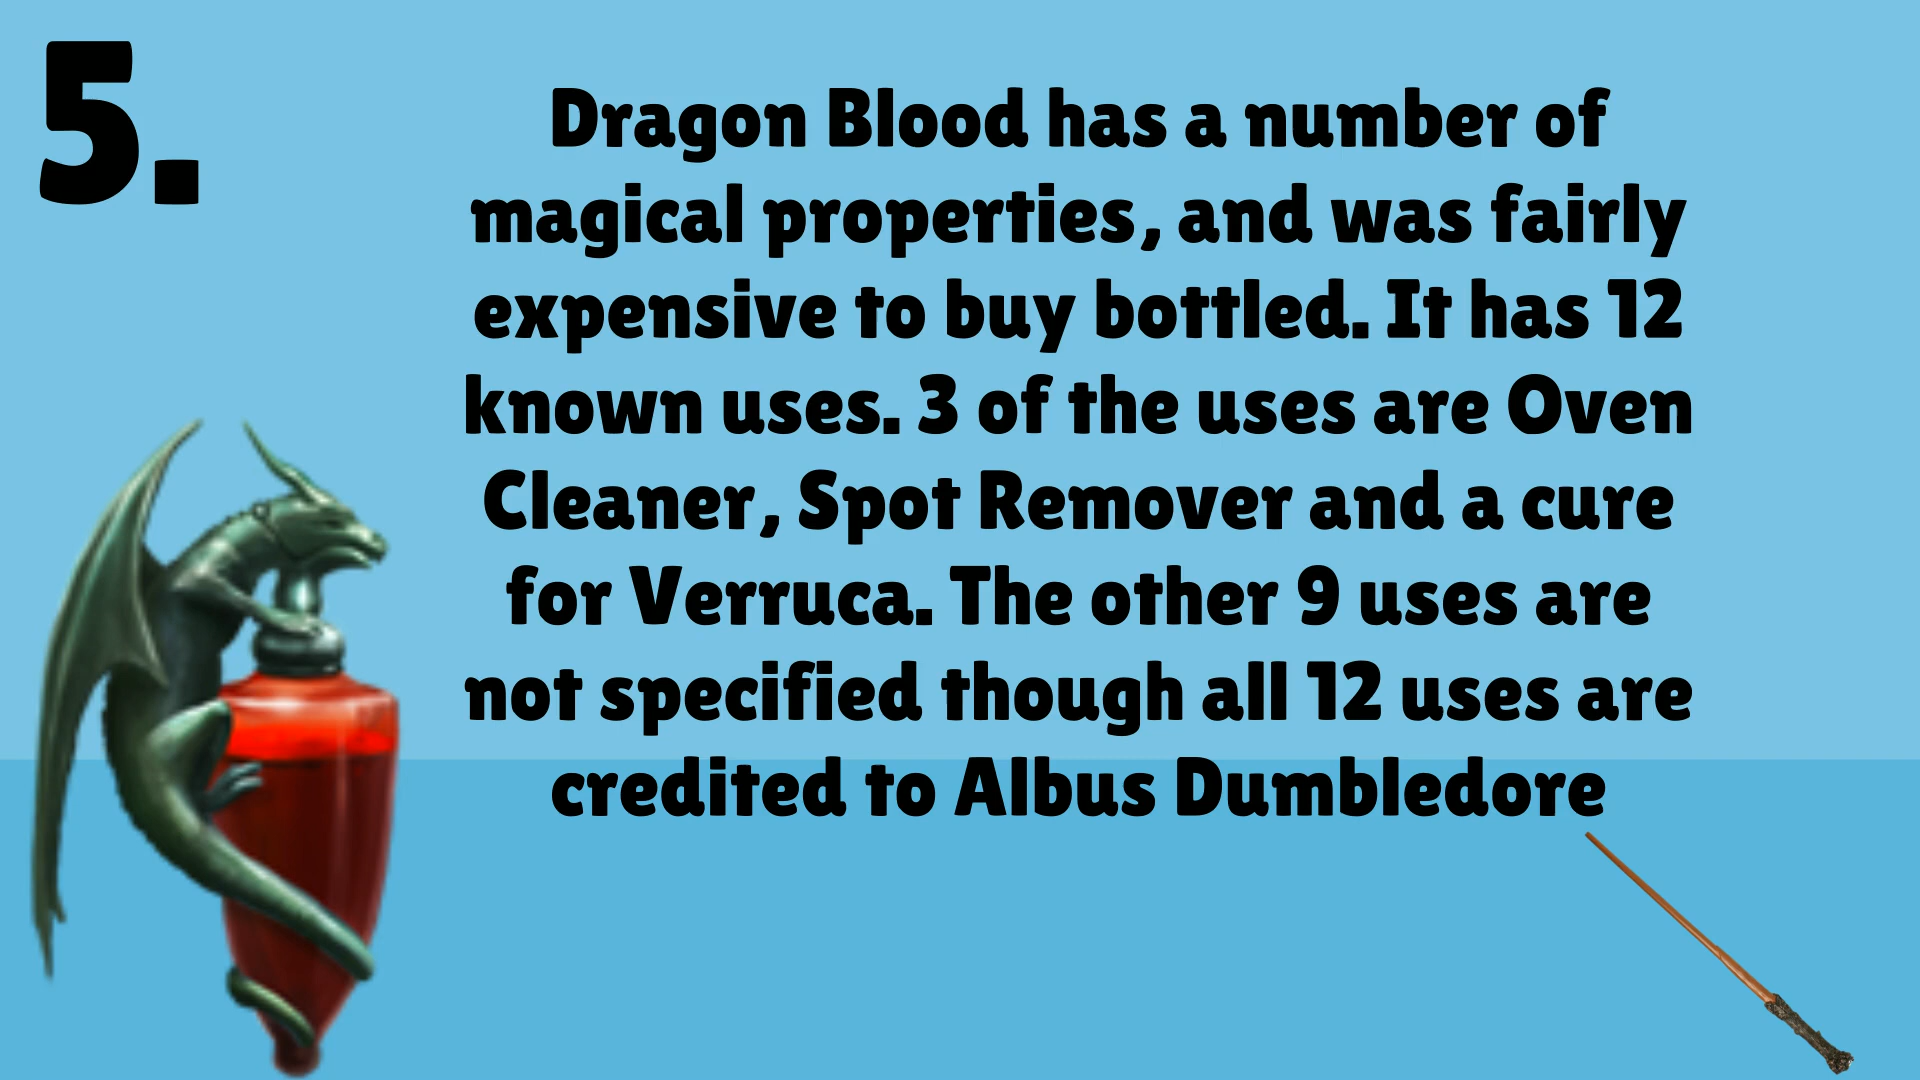 5.
Dragon Blood has a number of
magical properties, and was fairly
expensive to buy bottled. It has 12
known uses. 3 of the uses are Oven
Cleaner, Spot Remover and a cure
for Verruca. The other 9 uses are
not specified though all 12 uses are
credited to Albus Dumbledore